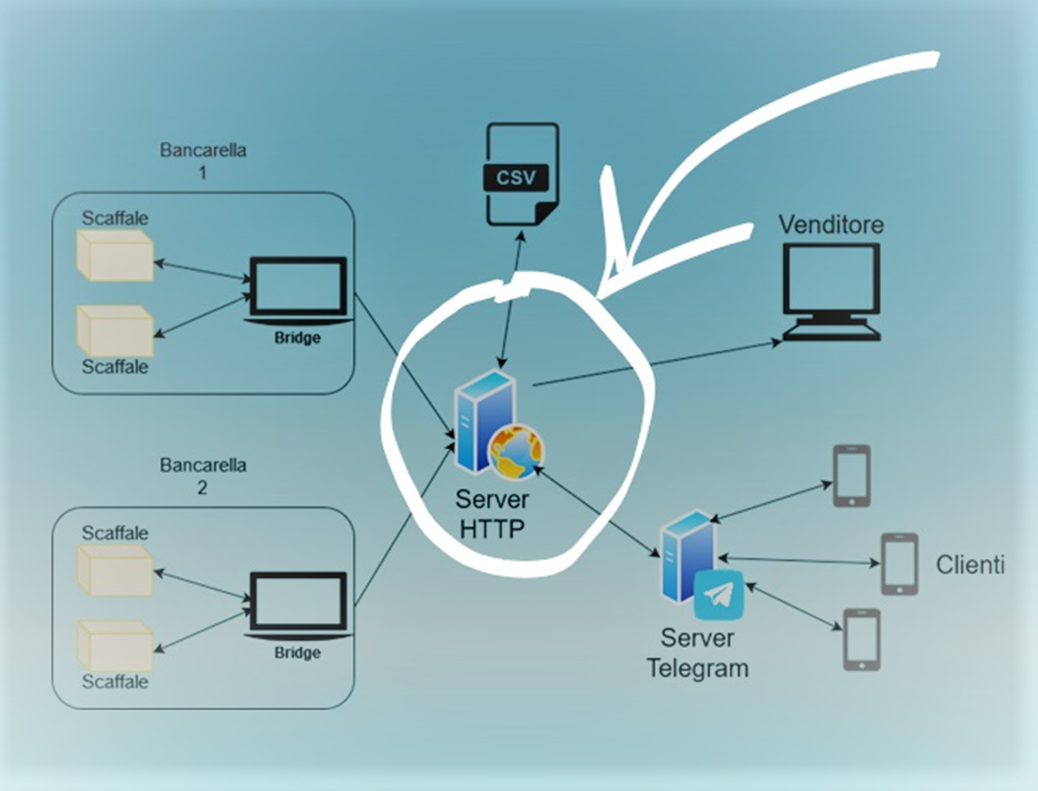 Bancarella
1
Scaffale
Bridge
Scaffale
CSV
Venditore
Server
HTTP
Bancarella
2
Scaffale
Bridge
Scaffale
Server
Telegram
Clienti